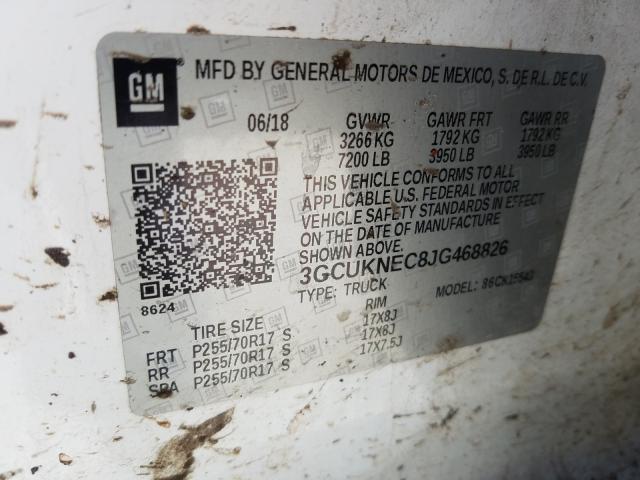 GM
MFD BY GENERAL MOTORS DE MEXICO, S. DE R.L. DE C.V.
06/18 GVWR GAWR FRT GAWR RR
3266 KG 1792 KG 1792 KG
7200 LB 3950 LB 3950 LB
THIS VEHICLE CONFORMS TO ALL
APPLICABLE U.S. FEDERAL MOTOR
VEHICLE SAFETY STANDARDS IN EFFECT
ON THE DATE OF MANUFACTURE
SHOWN ABOVE.
3GCUKNEC8JG468826
TYPE: TRUCK MODEL:
8624
TIRE SIZE RIM
FRT P255/70R17 S 17X8J
RR P255/70R17 S 17X8J
SPA P255/70R17 S 17X7.5J